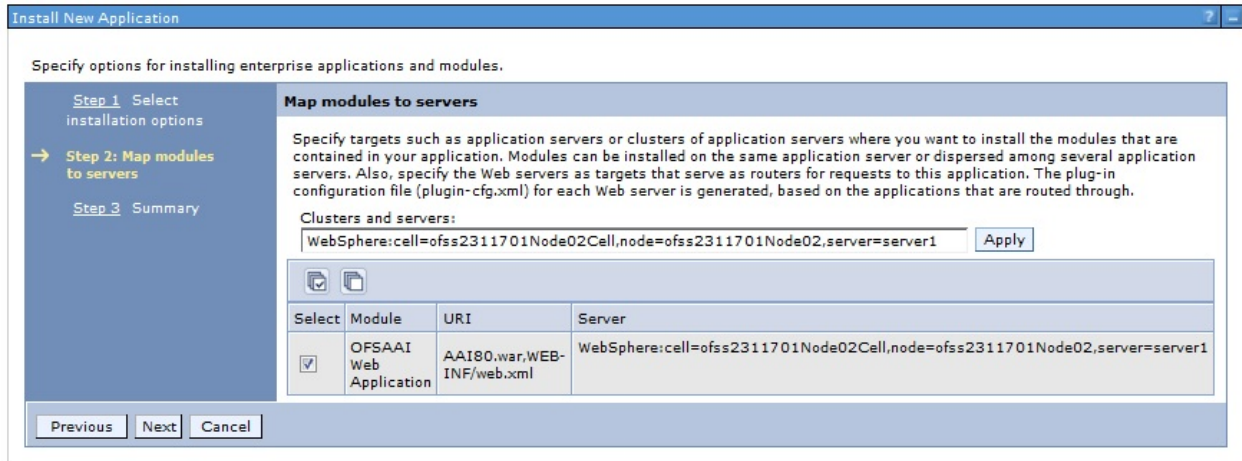 Install New Application
?
Specify options for installing enterprise applications and modules.
Step 1 Select
installation options
Step 2: Map modules
to servers
Step 3 Summary
Map modules to servers
Specify targets such as application servers or clusters of application servers where you want to install the modules that are
contained in your application. Modules can be installed on the same application server or dispersed among several application
servers. Also, specify the Web servers as targets that serve as routers for requests to this application. The plug-in
configuration file (plugin-cfg.xml) for each Web server is generated, based on the applications that are routed through.
Clusters and servers:
WebSphere:cell=ofss2311701Node02Cell,node=ofss2311701Node02,server=server1 Apply
Select Module URI Server
OFSAAI
Web
Application
AAI80.war,WEB-
INF/web.xml
WebSphere:cell=ofss2311701Node02Cell,node=ofss2311701Node02,server=server1
Previous Next Cancel